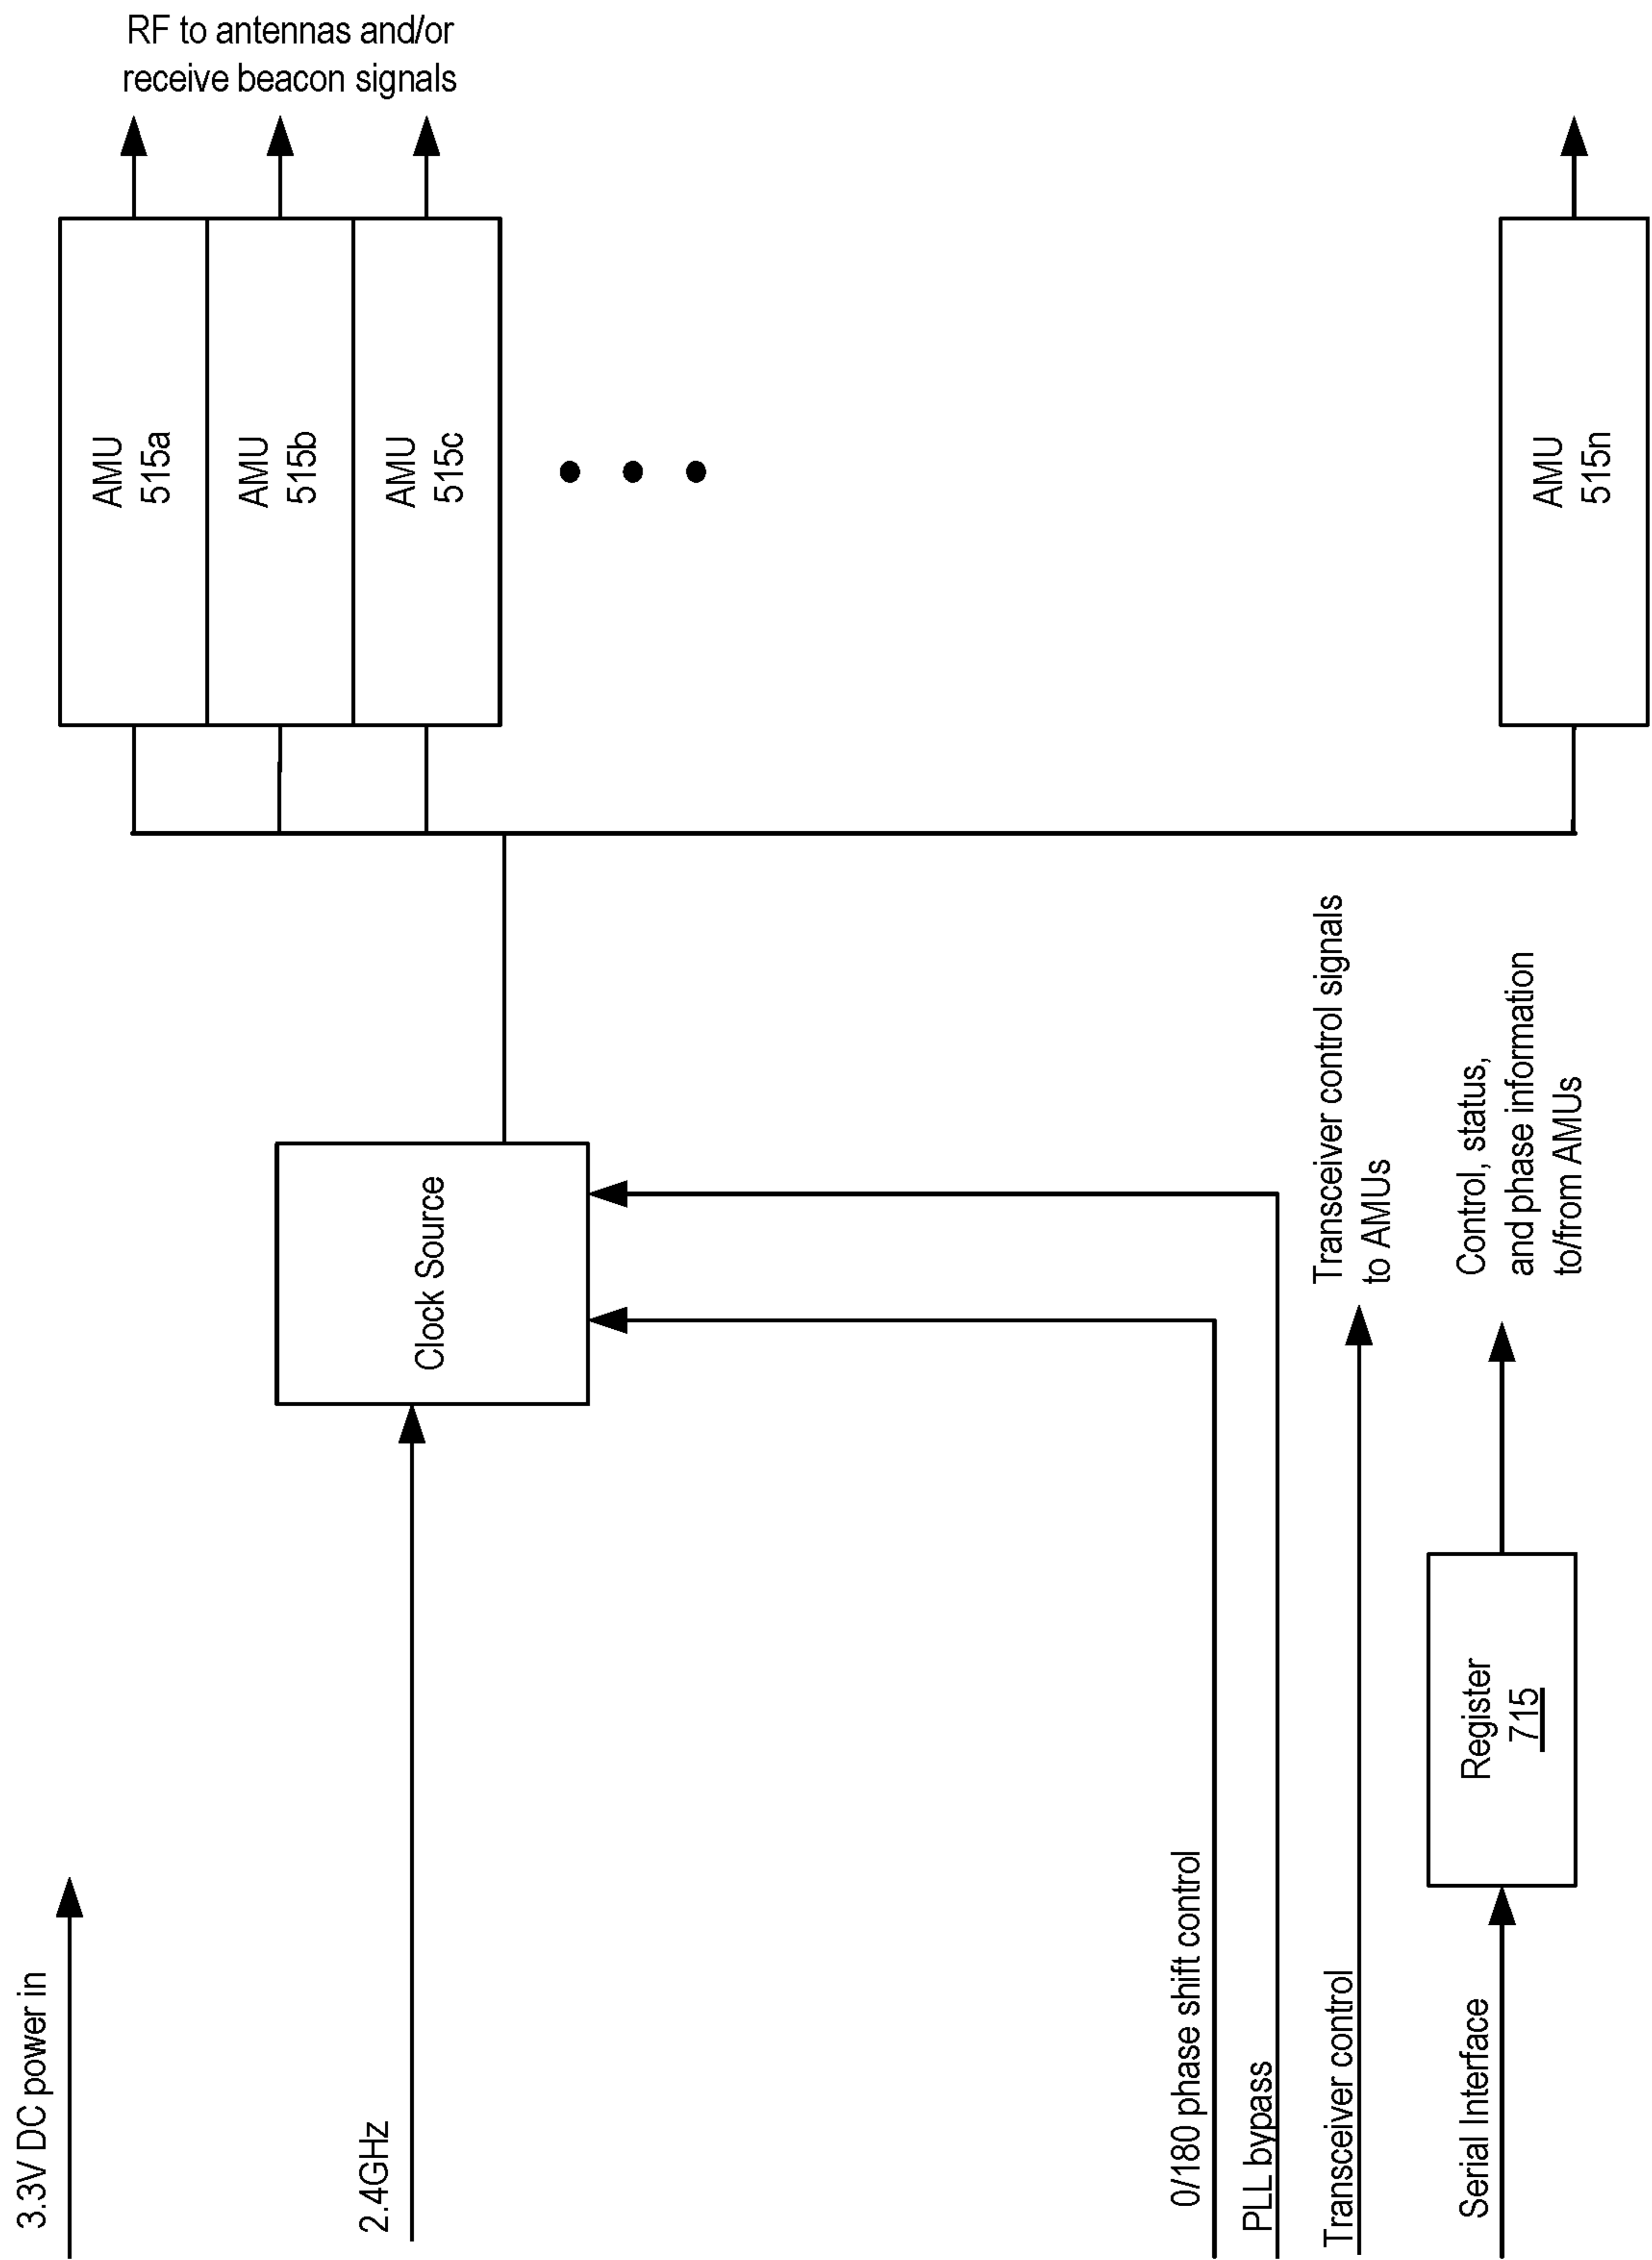 RF to antennas and/or
receive beacon signals
AMU
515a
AMU
515b
AMU
515c
AMU
515n
3.3V DC power in
2.4GHz
Clock Source
0/180 phase shift control
PLL bypass
Transceiver control
Transceiver control signals
to AMUs
Serial Interface
Register
715
Control, status,
and phase information
to/from AMUs